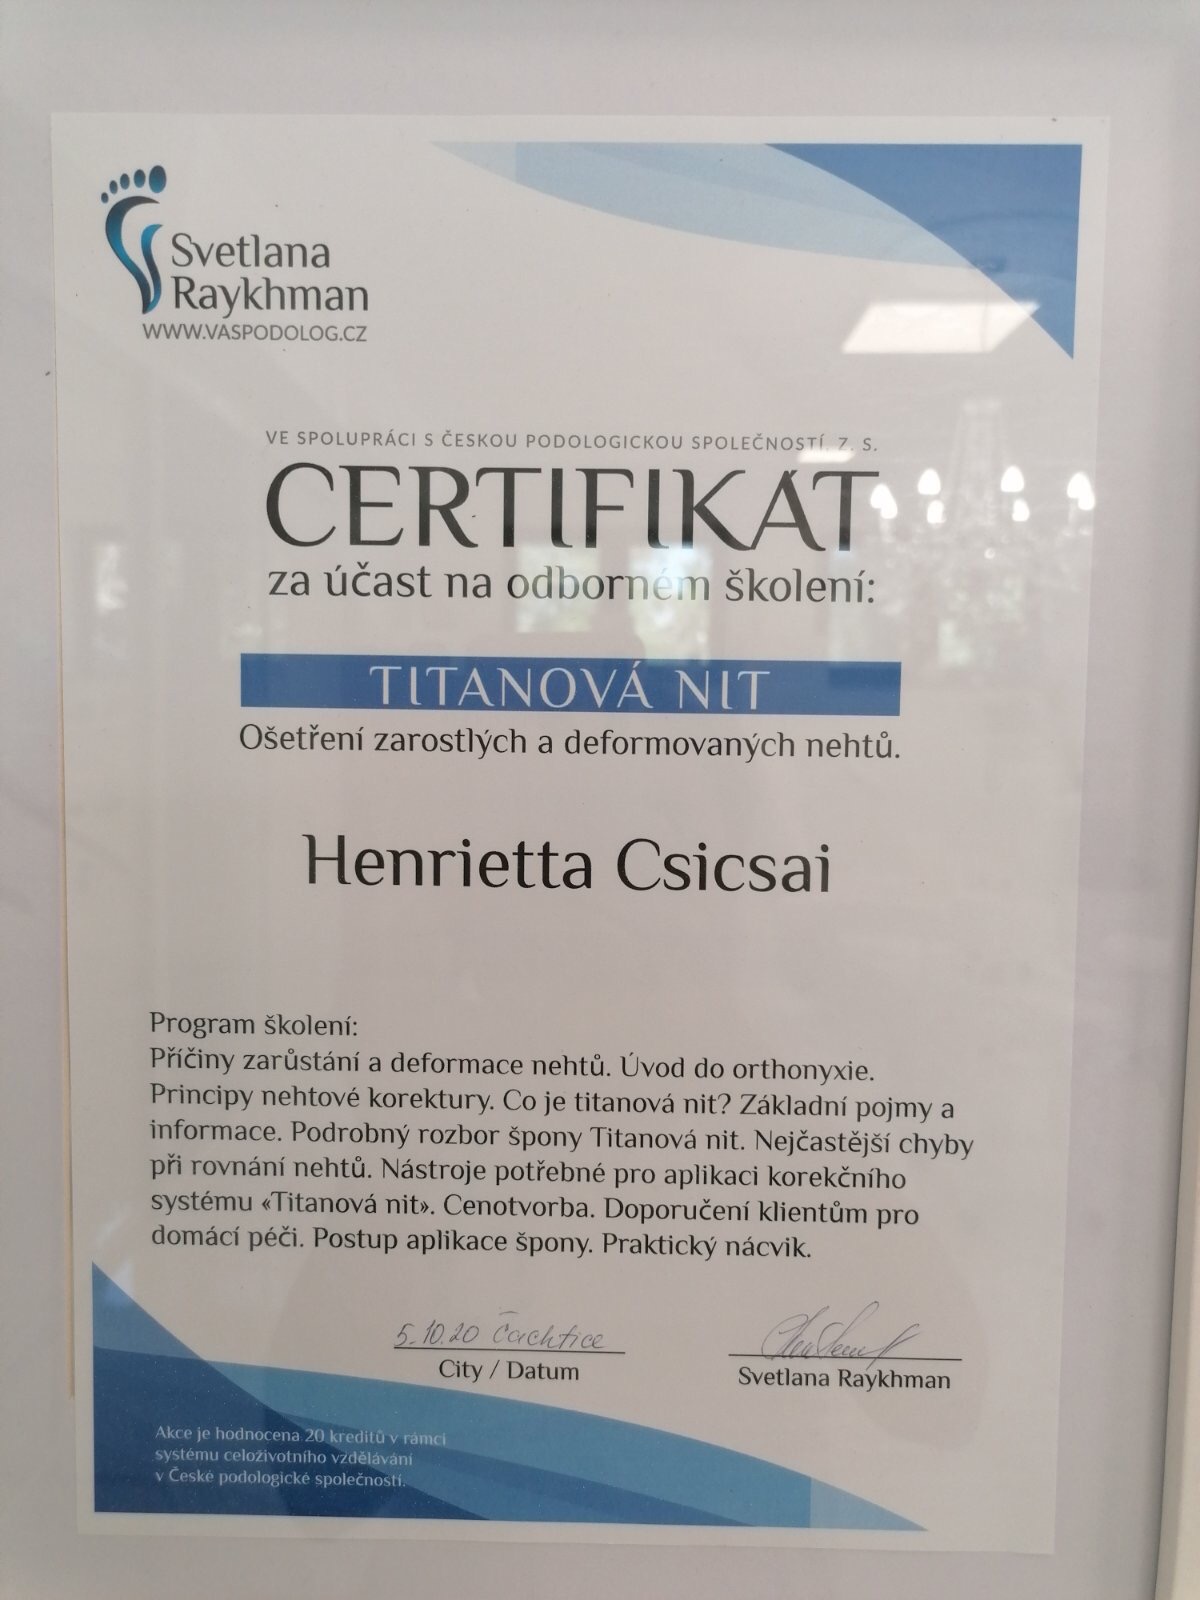 Svetlana
Raykhman
WWW.VASPODOLOG.CZ
VE SPOLUPRÁCI S ČESKOU PODOLOGICKOU SPOLEČNOSTÍ, Z. S.
CERTIFIKÁT
za účast na odborném školení:
TITANOVÁ NIT
Ošetření zarostlých a deformovaných nehtů.
Henrietta Csicsai
Program školení:
Příčiny zarůstání a deformace nehtů. Úvod do orthonyxie.
Principy nehtové korektury. Co je titanová nit? Základní pojmy a
informace. Podrobný rozbor špony Titanová nit. Nejčastější chyby
při rovnání nehtů. Nástroje potřebné pro aplikaci korekčního
systému «Titanová nit». Cenotvorba. Doporučení klientům pro
domácí péči. Postup aplikace špony. Praktický nácvik.
5.10.20 Čachtice
City / Datum
Svetlana Raykhman
Akce je hodnocena 20 kreditů v rámci
systému celoživotního vzdělávání
v České podologické společnosti.